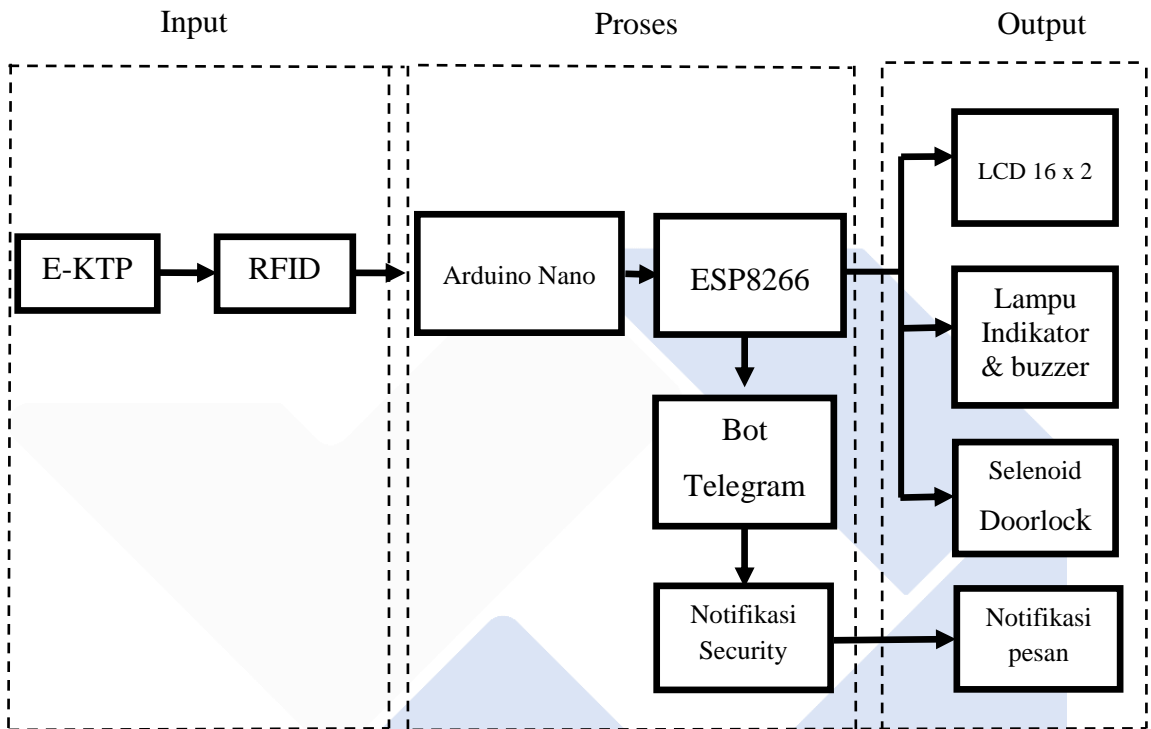 Input
Proses
Output
E-KTP
RFID
Arduino Nano
ESP8266
Bot
Telegram
Notifikasi
Security
LCD 16 x 2
Lampu
Indikator
& buzzer
Selenoid
Doorlock
Notifikasi
pesan